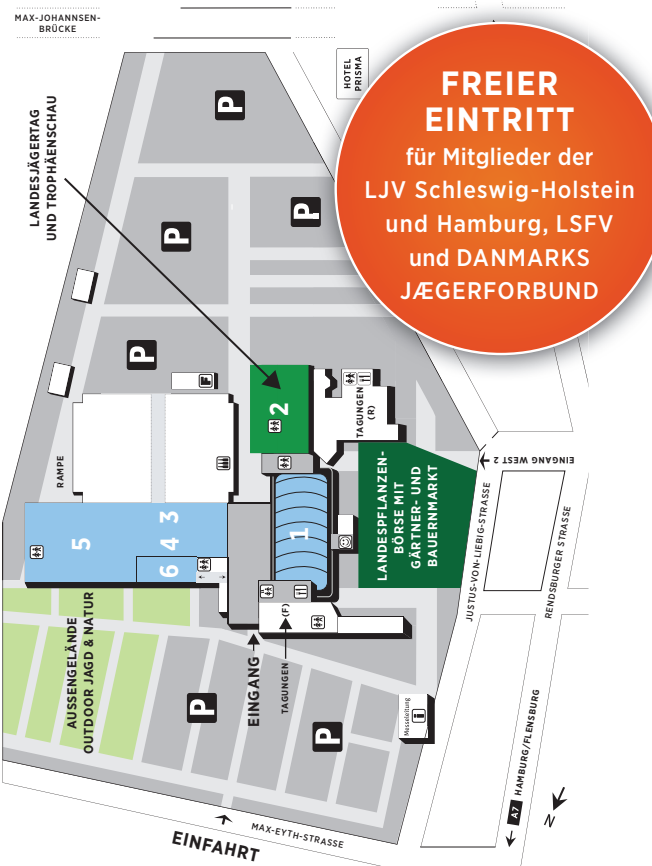 MAX-JOHANNSEN-
BRÜCKE
HOTEL
PRISMA
FREIER
EINTRITT
für Mitglieder der
LJV Schleswig-Holstein
und Hamburg, LSFV
und DANMARKS
JÆGERFORBUND
LANDESJÄGERTAG
UND TROPHÄENSCHAU
P
P
P
P
F
RAMPE
2
TAGUNGEN
(R)
5
3
4
6
1
LANDESPFLANZEN-
BÖRSE MIT
GÄRTNER- UND
BAUERNMARKT
EINGANG WEST 2
JUSTUS-VON-LIEBIG-STRASSE
RENDSBURGER STRASSE
AUSSENGELÄNDE
OUTDOOR JAGD & NATUR
EINGANG
TAGUNGEN
(F)
P
P
Messeleitung
i
A7 HAMBURG/FLENSBURG
N
MAX-EYTH-STRASSE
EINFAHRT